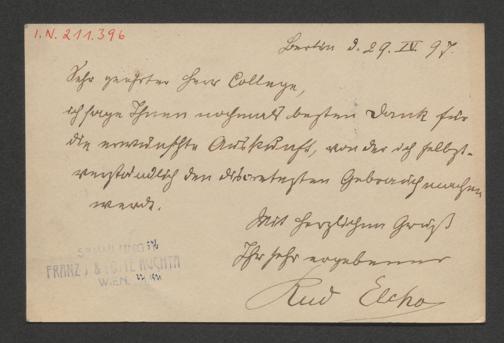 I.N. 211.396
Berlin d. 29. IV. 97.
Sehr geehrter Herr College,
ich sage Ihnen nochmals besten Dank für
die erwünschte Auskunft, von der ich selbst-
verständlich den discretesten Gebrauch machen
werde.
Mit herzlichem Gruß
Ihr sehr ergebener
Rud Elcho
SAMMLUNGEN
FRANZ J. &
WIEN